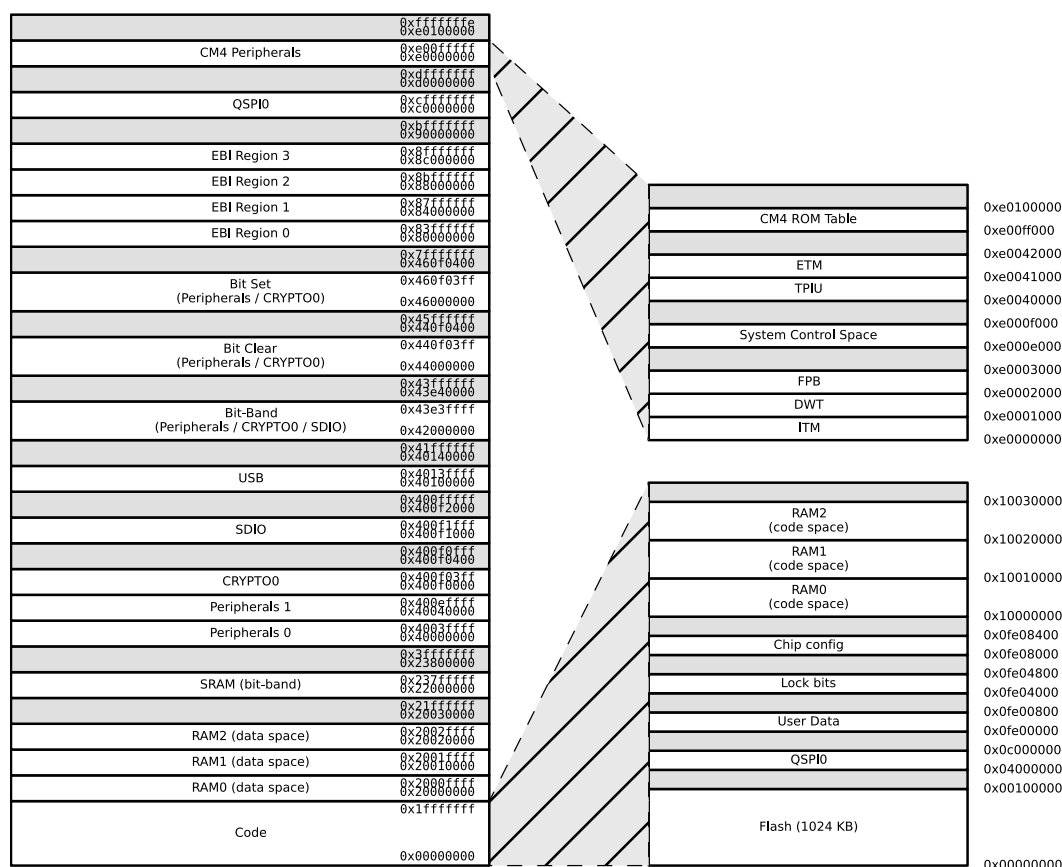 0xfffffffe
0xe0100000
CM4 Peripherals
0xe00fffff
0xe0000000
0xdfffffff
0xd0000000
QSPI0
0xcfffffff
0xc0000000
0xbfffffff
0x90000000
EBI Region 3
0x8fffffff
0x8c000000
EBI Region 2
0x8bffffff
0x88000000
EBI Region 1
0x87ffffff
0x84000000
EBI Region 0
0x83ffffff
0x80000000
0x7fffffff
0x460f0400
Bit Set
(Peripherals / CRYPTO0)
0x460f03ff
0x46000000
0x45ffffff
0x440f0400
Bit Clear
(Peripherals / CRYPTO0)
0x440f03ff
0x44000000
0x43ffffff
0x43e40000
Bit-Band
(Peripherals / CRYPTO0 / SDIO)
0x43e3ffff
0x42000000
0x41ffffff
0x40140000
USB
0x4013ffff
0x40100000
0x400fffff
0x400f2000
SDIO
0x400f1fff
0x400f1000
0x400f0fff
0x400f0400
CRYPTO0
0x400f03ff
0x400f0000
Peripherals 1
0x400effff
0x40040000
Peripherals 0
0x4003ffff
0x40000000
0x3fffffff
0x23800000
SRAM (bit-band)
0x237fffff
0x22000000
0x21ffffff
0x20030000
RAM2 (data space)
0x2002ffff
0x20020000
RAM1 (data space)
0x2001ffff
0x20010000
RAM0 (data space)
0x2000ffff
0x20000000
Code
0x1fffffff
0x00000000
0xe0100000
CM4 ROM Table
0xe00ff000
0xe0042000
ETM
0xe0041000
TPIU
0xe0040000
0xe000f000
System Control Space
0xe000e000
0xe0003000
FPB
0xe0002000
DWT
0xe0001000
ITM
0xe0000000
0x10030000
RAM2
(code space)
0x10020000
RAM1
(code space)
0x10010000
RAM0
(code space)
0x10000000
0x0fe08400
Chip config
0x0fe08000
0x0fe04800
Lock bits
0x0fe04000
0x0fe00800
User Data
0x0fe00000
0x0c000000
QSPI0
0x04000000
0x00100000
Flash (1024 KB)
0x00000000